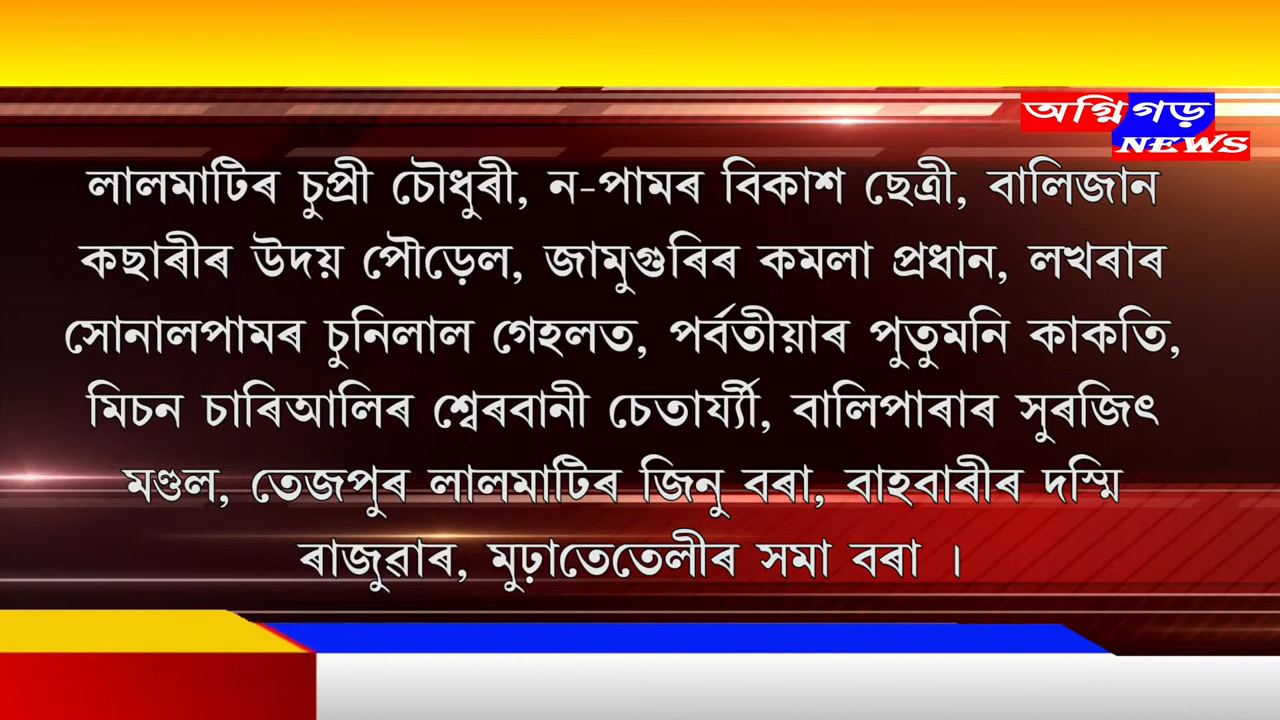 অগ্নিগড়
NEWS
লালমাটিৰ চুপ্ৰী চৌধুৰী, ন-পামৰ বিকাশ ছেত্ৰী, বালিজান
কছাৰীৰ উদয় পৌড়েল, জামুগুৰিৰ কমলা প্ৰধান, লখৰাৰ
সোনালপামৰ চুনিলাল গেহলত, পৰ্বতীয়াৰ পুতুমনি কাকতি,
মিচন চাৰিআলিৰ শ্বেৰবানী চেতাৰ্য্যী, বালিপাৰাৰ সুৰজিৎ
মণ্ডল, তেজপুৰ লালমাটিৰ জিনু বৰা, বাহবাৰীৰ দস্মি
ৰাজুৱাৰ, মুঢ়াতেতেলীৰ সমা বৰা ।